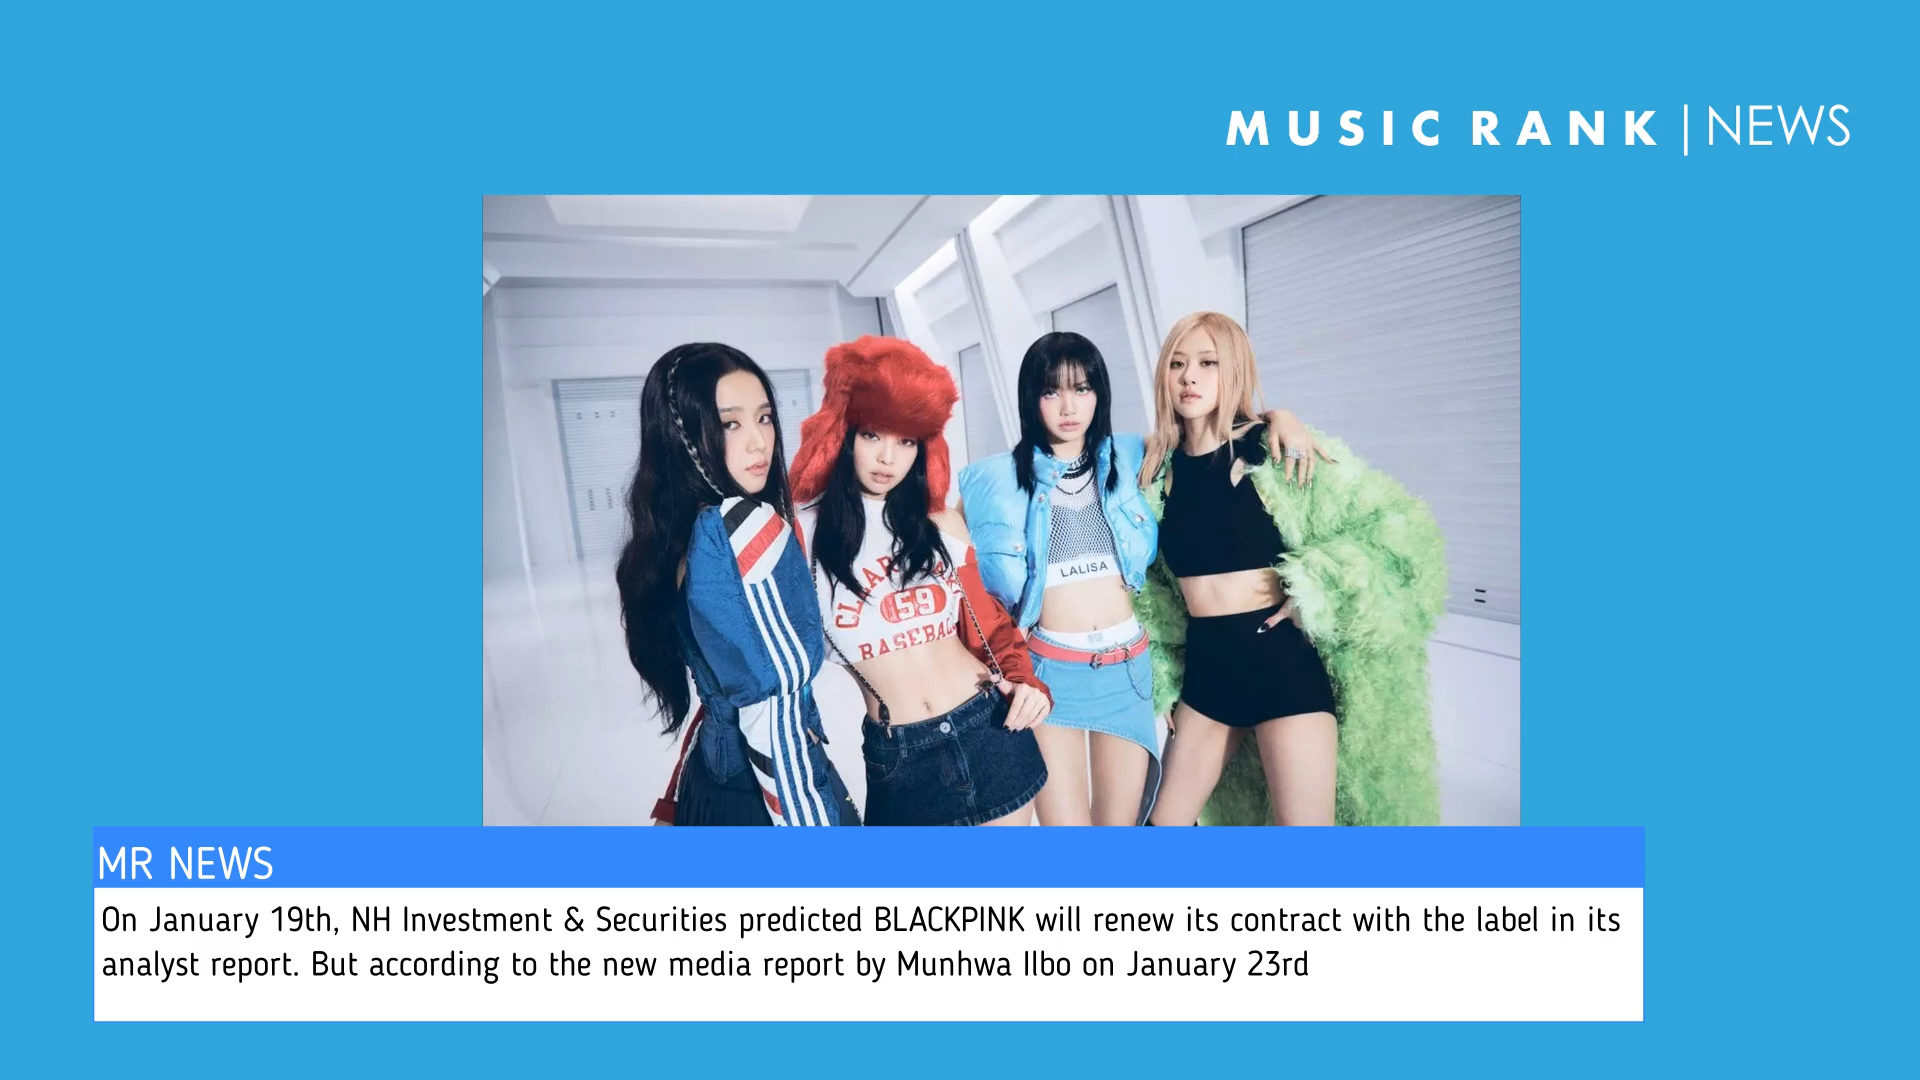 MUSIC RANK | NEWS
59
BASEBAL
LALISA
MR NEWS
On January 19th, NH Investment & Securities predicted BLACKPINK will renew its contract with the label in its
analyst report. But according to the new media report by Munhwa Ilbo on January 23rd